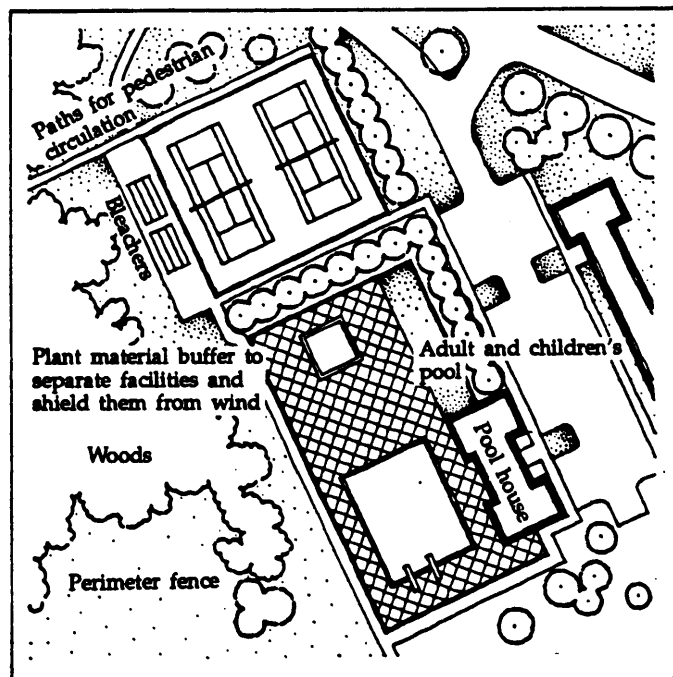 Paths for pedestrian
circulation
Bleachers
Plant material buffer to
separate facilities and
shield them from wind
Adult and children's
pool
Pool house
Woods
Perimeter fence